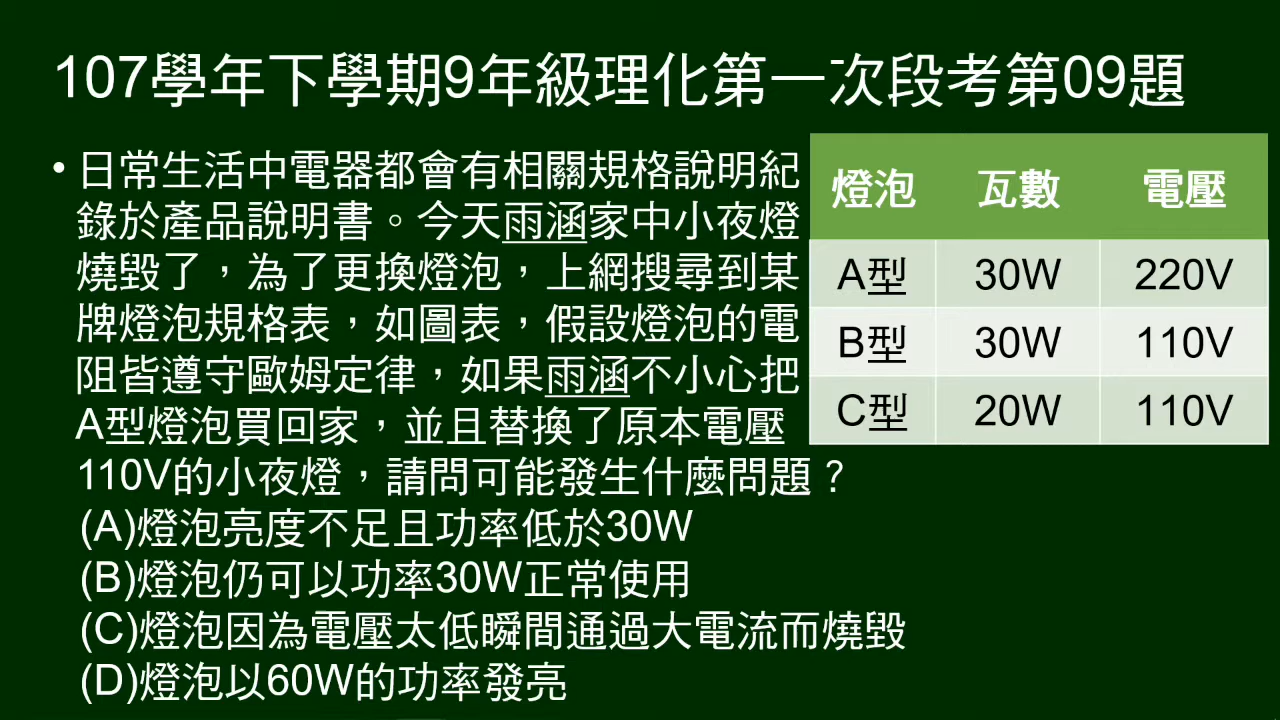 107學年下學期9年級理化第一次段考第09題
• 日常生活中電器都會有相關規格說明紀
錄於產品說明書。今天雨涵家中小夜燈
燒毀了，為了更換燈泡，上網搜尋到某
牌燈泡規格表，如圖表，假設燈泡的電
阻皆遵守歐姆定律，如果雨涵不小心把
A型燈泡買回家，並且替換了原本電壓
110V的小夜燈，請問可能發生什麼問題？
(A)燈泡亮度不足且功率低於30W
(B)燈泡仍可以功率30W正常使用
(C)燈泡因為電壓太低瞬間通過大電流而燒毀
(D)燈泡以60W的功率發亮
燈泡 瓦數 電壓
A型 30W 220V
B型 30W 110V
C型 20W 110V